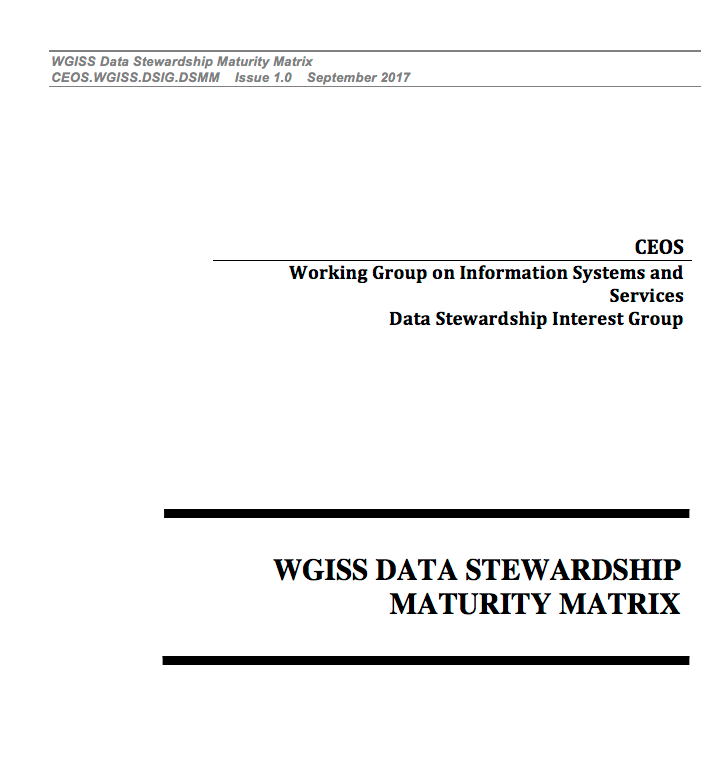 WGISS Data Stewardship Maturity Matrix
CEOS.WGISS.DSIG.DSMM Issue 1.0 September 2017
CEOS
Working Group on Information Systems and
Services
Data Stewardship Interest Group
WGISS DATA STEWARDSHIP
MATURITY MATRIX